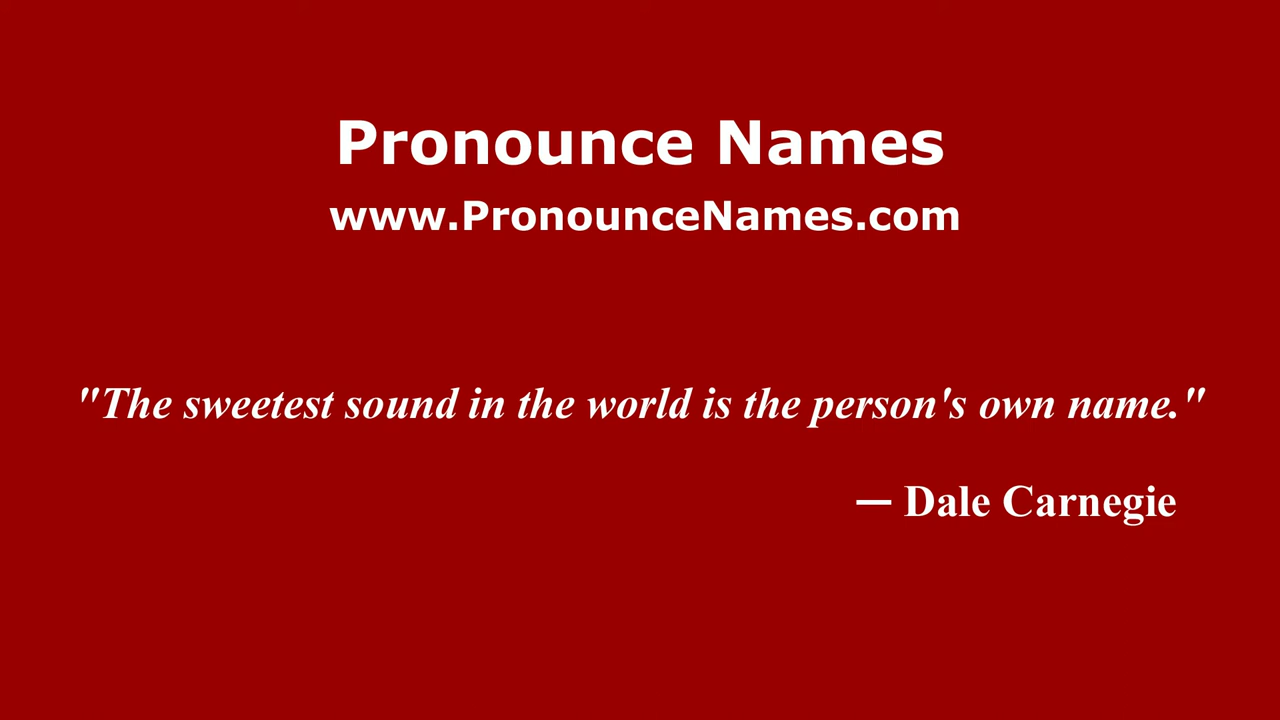 Pronounce Names
www.PronounceNames.com
"The sweetest sound in the world is the person's own name."
— Dale Carnegie